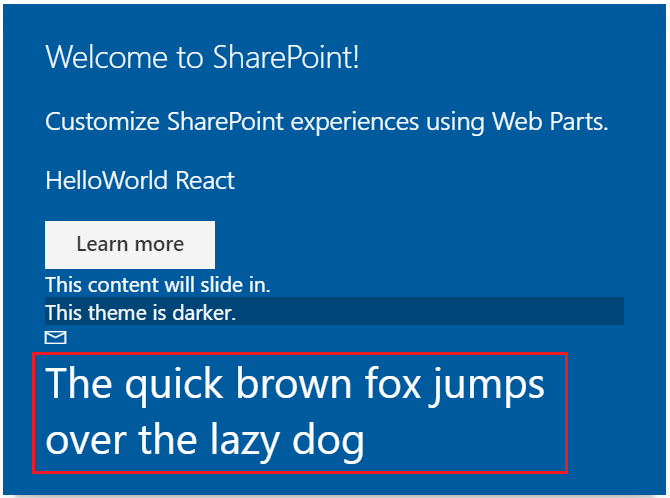 Welcome to SharePoint!
Customize SharePoint experiences using Web Parts.
HelloWorld React
Learn more
This content will slide in.
This theme is darker.
The quick brown fox jumps
over the lazy dog